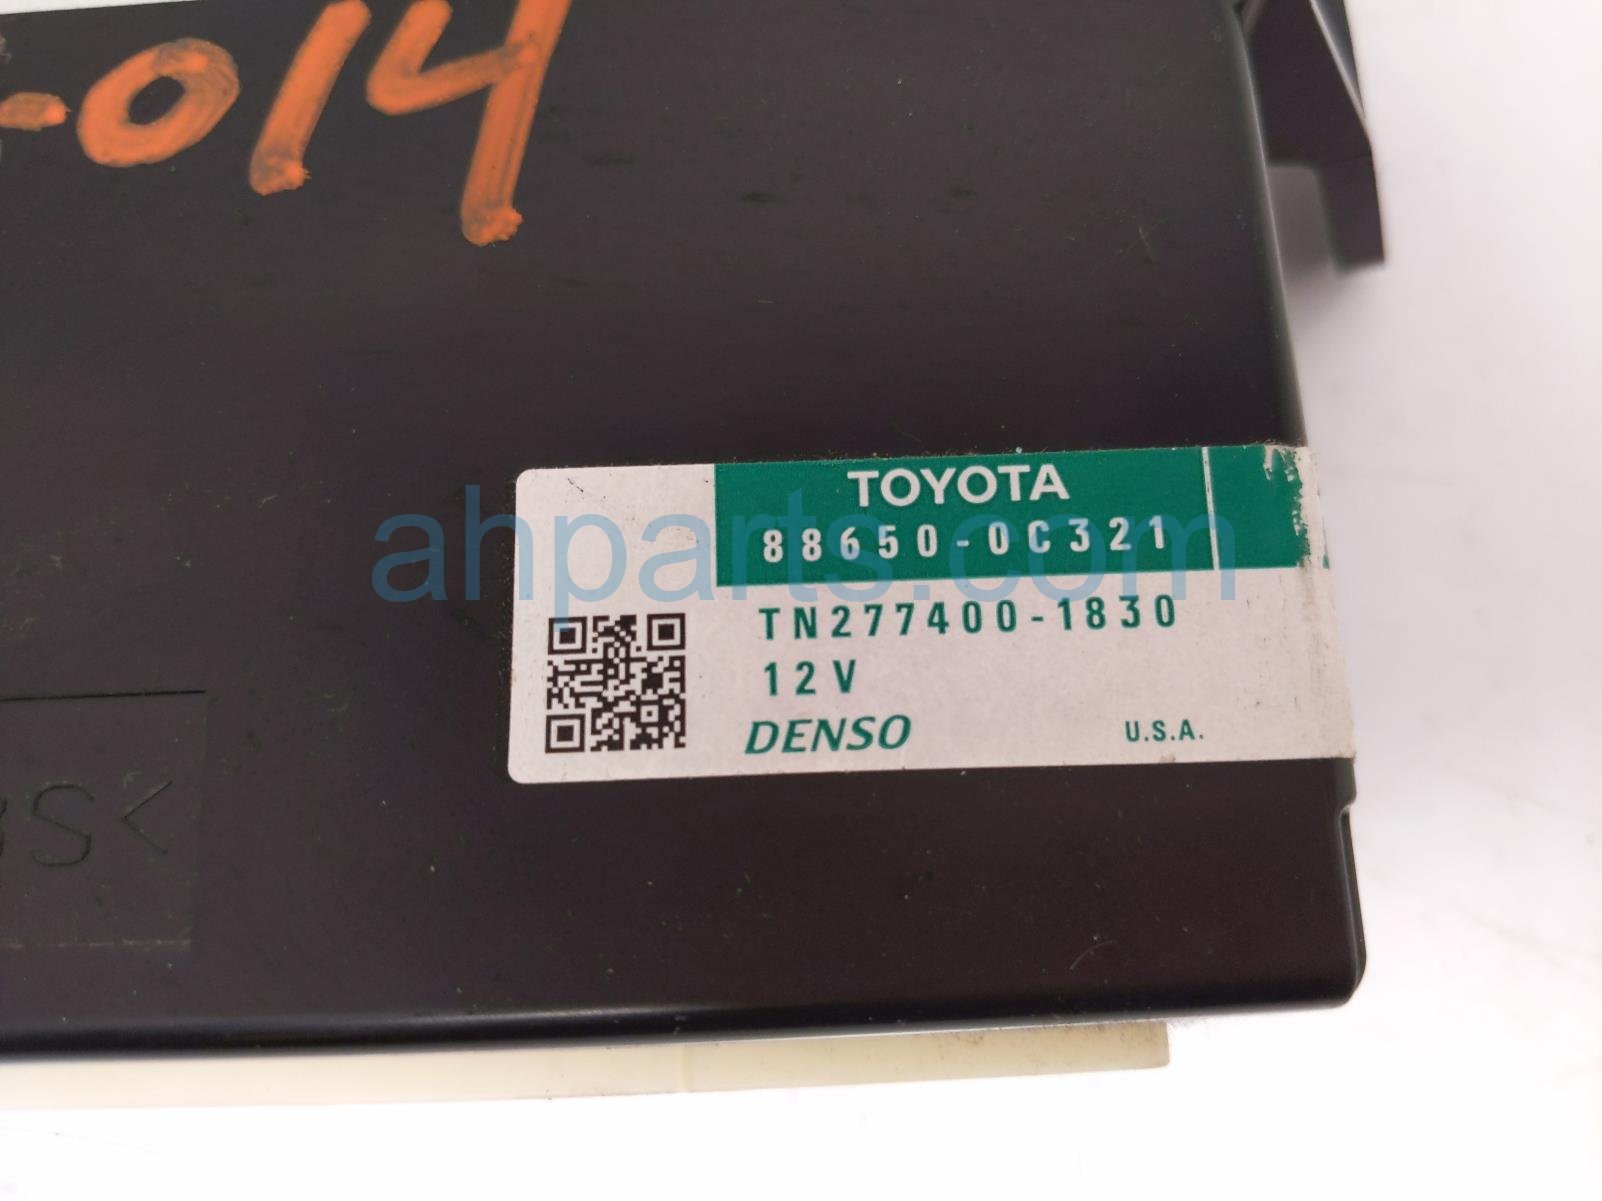 -014
TOYOTA
88650-0C321
TN277400-1830
12V
DENSO
U.S.A.
ahparts.com
S<